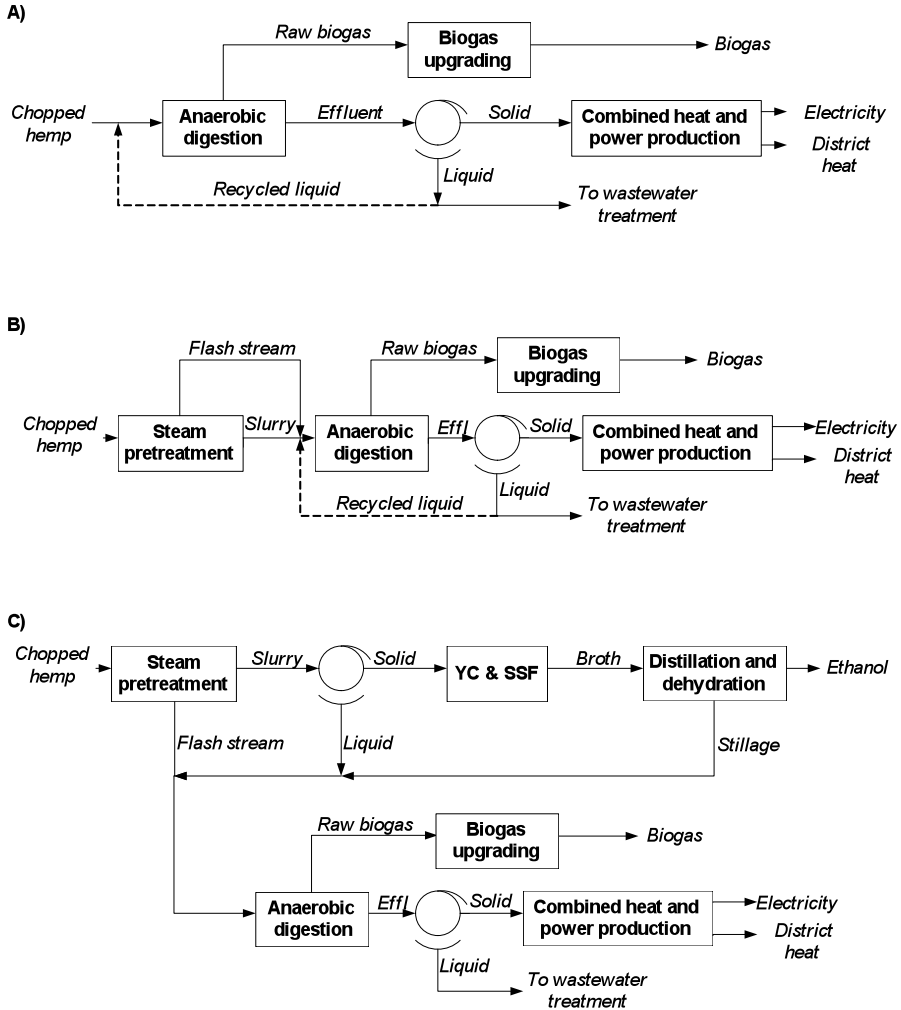 A)
Raw biogas
Biogas
upgrading
Biogas
Chopped
hemp
Anaerobic
digestion
Effluent
Solid
Combined heat and
power production
Electricity
District
heat
Liquid
Recycled liquid
To wastewater
treatment
B)
Flash stream
Raw biogas
Biogas
upgrading
Biogas
Chopped
hemp
Steam
pretreatment
Slurry
Anaerobic
digestion
Effl
Solid
Combined heat and
power production
Electricity
District
heat
Liquid
Recycled liquid
To wastewater
treatment
C)
Chopped
hemp
Steam
pretreatment
Slurry
Solid
YC & SSF
Broth
Distillation and
dehydration
Ethanol
Flash stream
Liquid
Stillage
Raw biogas
Biogas
upgrading
Biogas
Anaerobic
digestion
Effl
Solid
Combined heat and
power production
Electricity
District
heat
Liquid
To wastewater
treatment